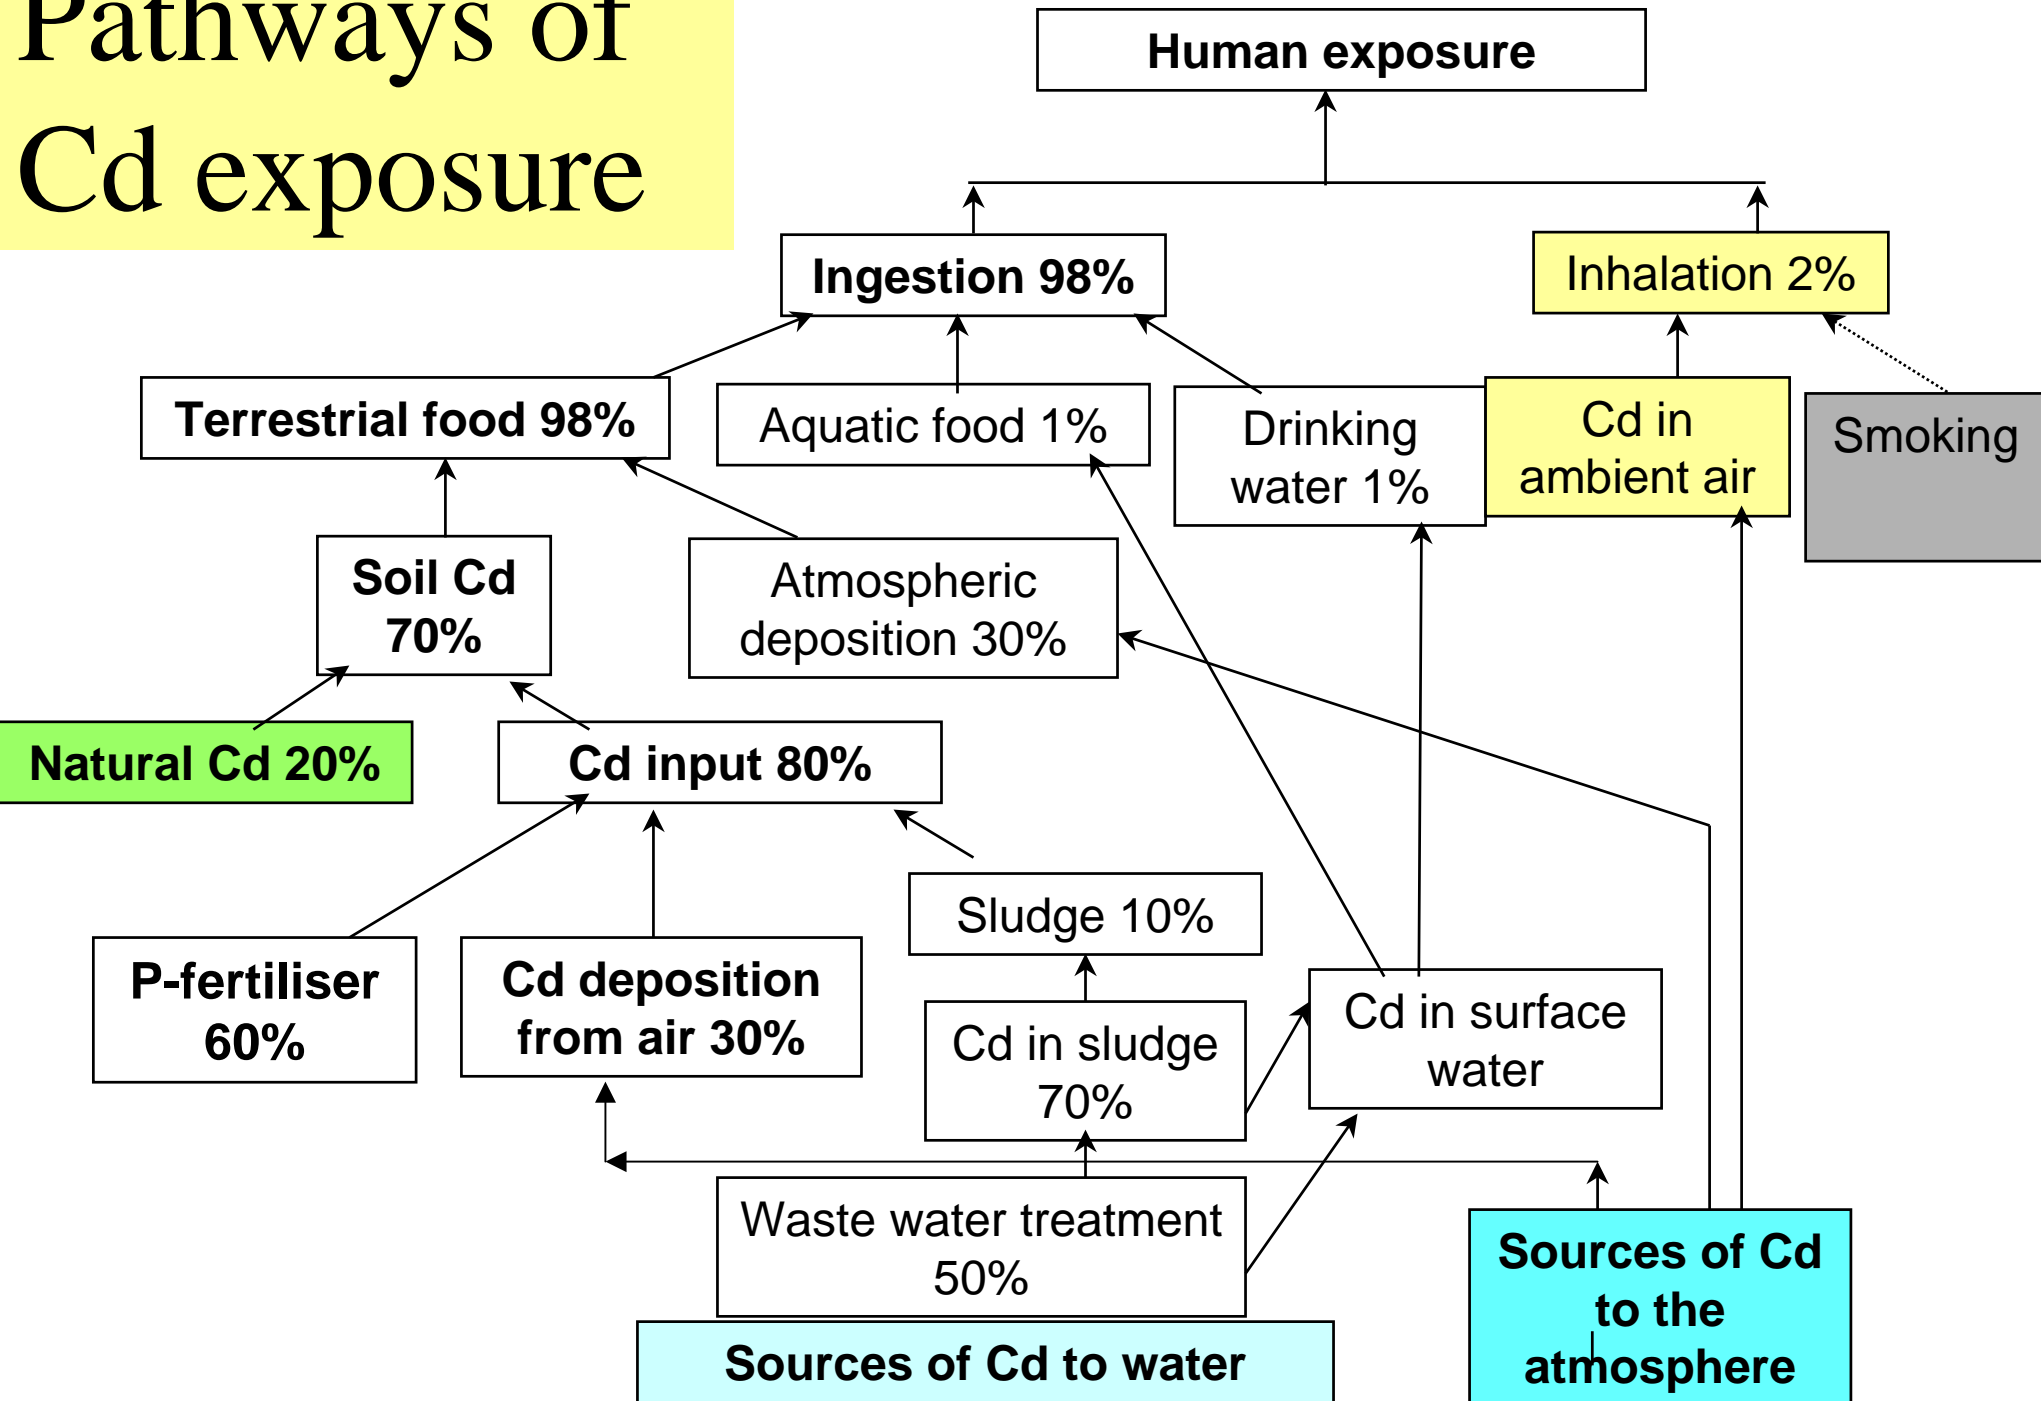 Pathways of
Cd exposure
Human exposure
Ingestion 98%
Inhalation 2%
Terrestrial food 98%
Aquatic food 1%
Drinking
water 1%
Cd in
ambient air
Smoking
Soil Cd
70%
Atmospheric
deposition 30%
Natural Cd 20%
Cd input 80%
P-fertiliser
60%
Cd deposition
from air 30%
Sludge 10%
Cd in sludge
70%
Cd in surface
water
Waste water treatment
50%
Sources of Cd to water
Sources of Cd
to the
atmosphere